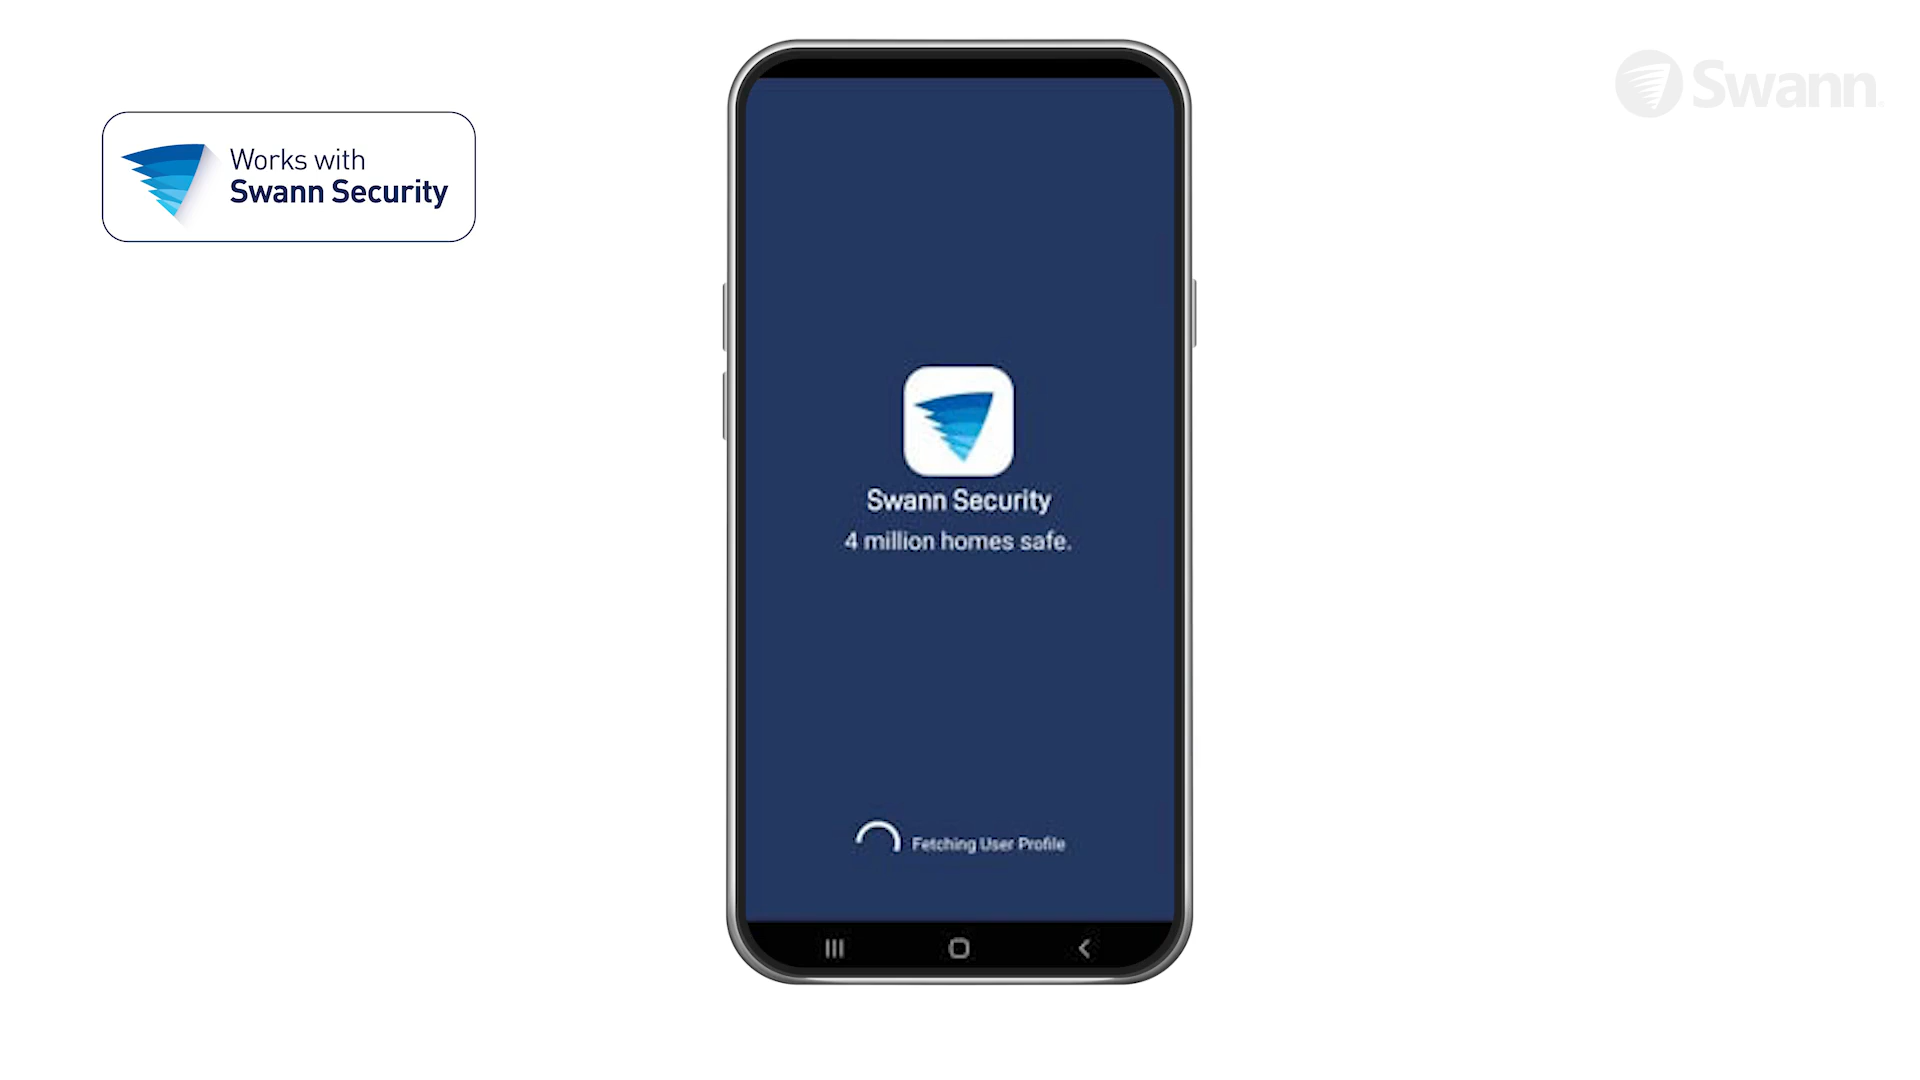 Works with
Swann Security
Swann
Swann Security
4 million homes safe.
Fetching User Profile